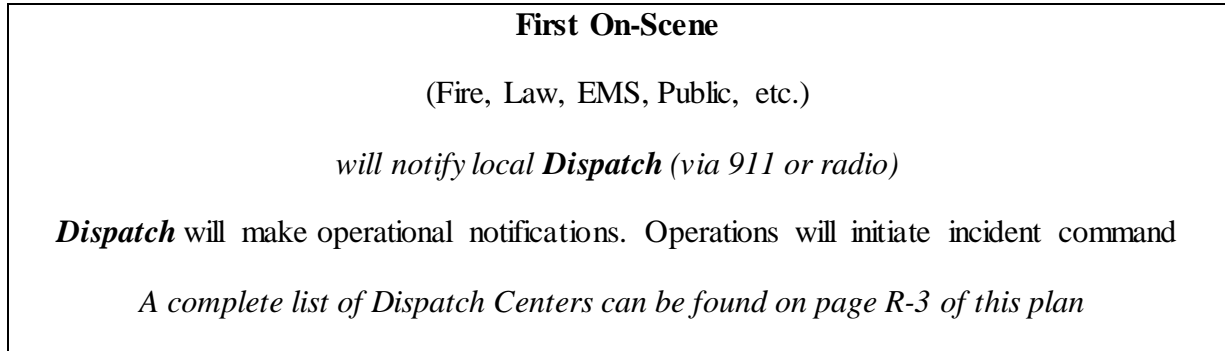 First On-Scene
(Fire, Law, EMS, Public, etc.)
will notify local Dispatch (via 911 or radio)
Dispatch will make operational notifications. Operations will initiate incident command
A complete list of Dispatch Centers can be found on page R-3 of this plan